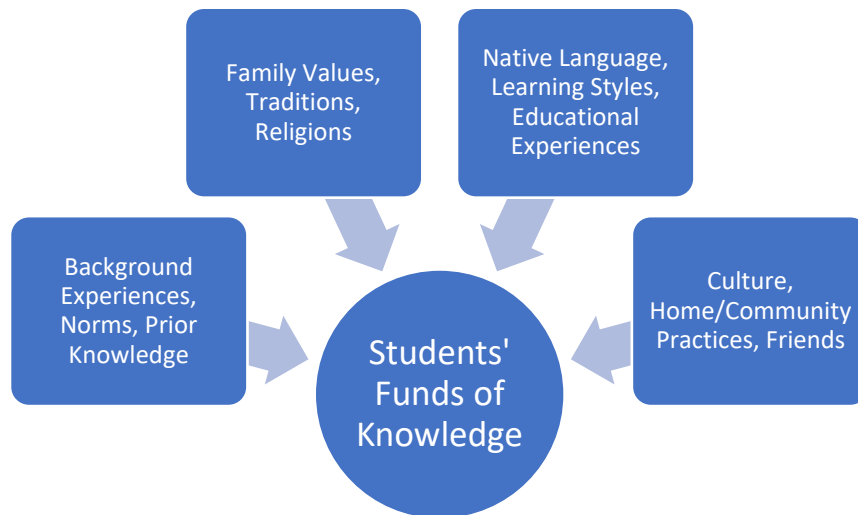 Family Values,
Traditions,
Religions
Native Language,
Learning Styles,
Educational
Experiences
Background
Experiences,
Norms, Prior
Knowledge
Culture,
Home/Community
Practices, Friends
Students'
Funds of
Knowledge